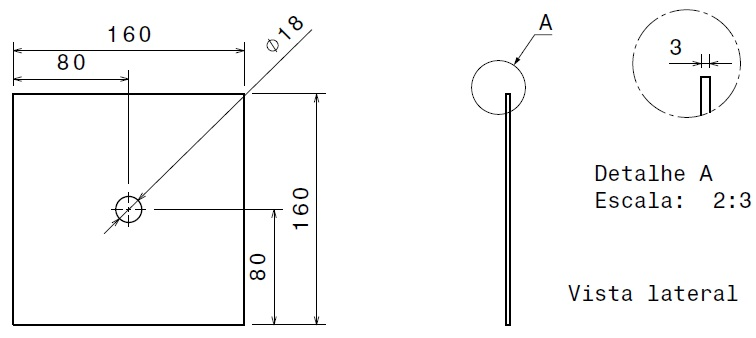 160
80
Ø18
160
80
A
3
Detalhe A
Escala: 2:3
Vista lateral